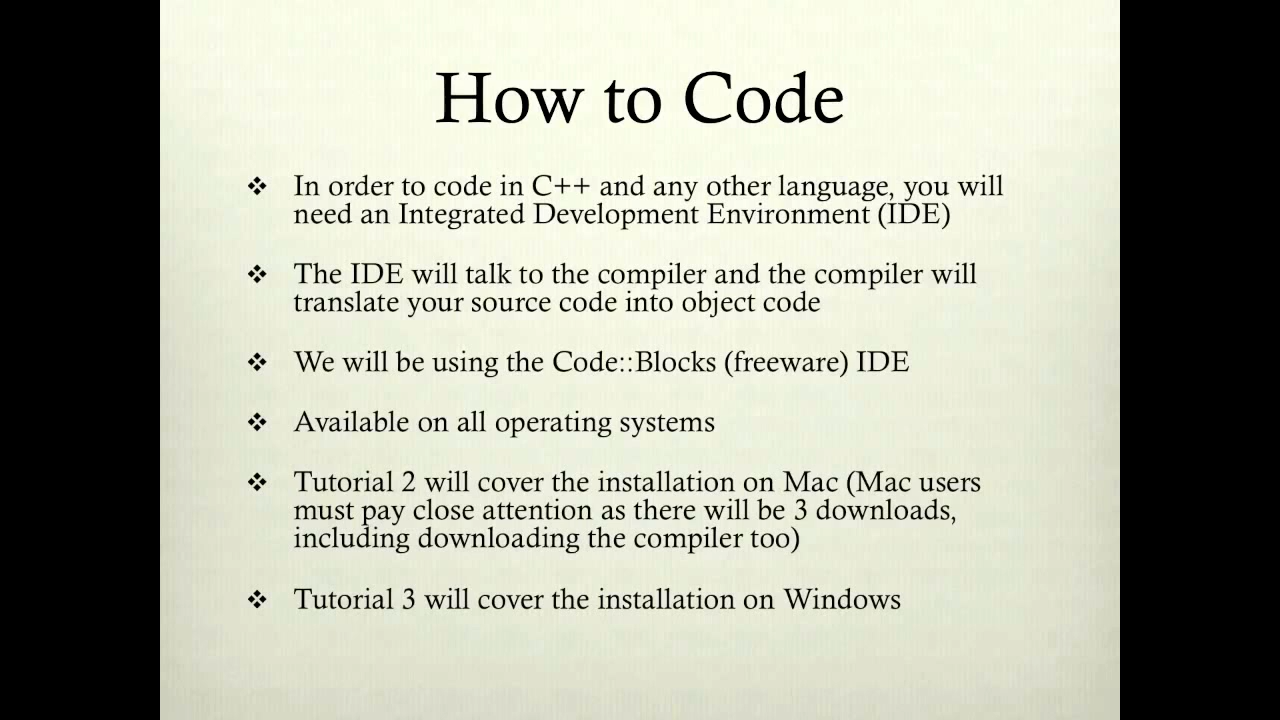 How to Code
❖ In order to code in C++ and any other language, you will
need an Integrated Development Environment (IDE)
❖ The IDE will talk to the compiler and the compiler will
translate your source code into object code
❖ We will be using the Code::Blocks (freeware) IDE
❖ Available on all operating systems
❖ Tutorial 2 will cover the installation on Mac (Mac users
must pay close attention as there will be 3 downloads,
including downloading the compiler too)
❖ Tutorial 3 will cover the installation on Windows